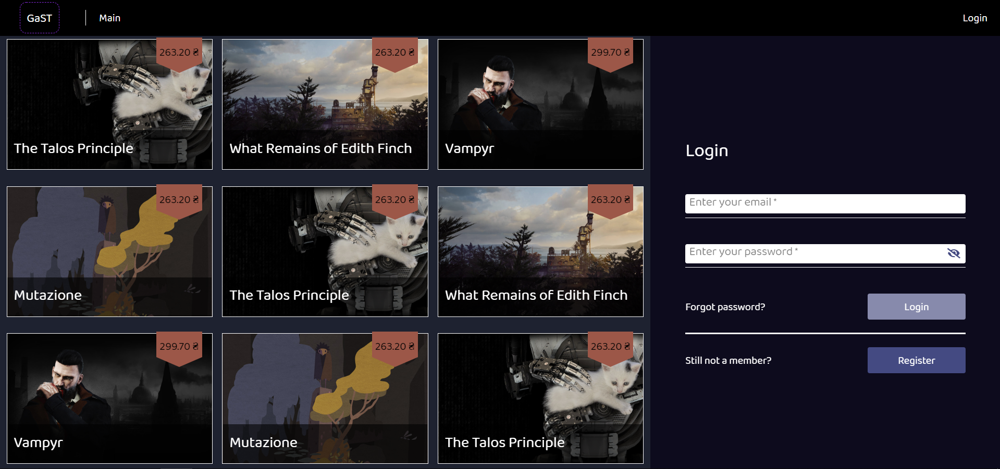 GaST
Main
Login
263.20 ₴
The Talos Principle
263.20 ₴
What Remains of Edith Finch
299.70 ₴
Vampyr
263.20 ₴
Mutazione
263.20 ₴
The Talos Principle
263.20 ₴
What Remains of Edith Finch
299.70 ₴
Vampyr
263.20 ₴
Mutazione
263.20 ₴
The Talos Principle
Login
Enter your email *
Enter your password *
Forgot password?
Login
Still not a member?
Register